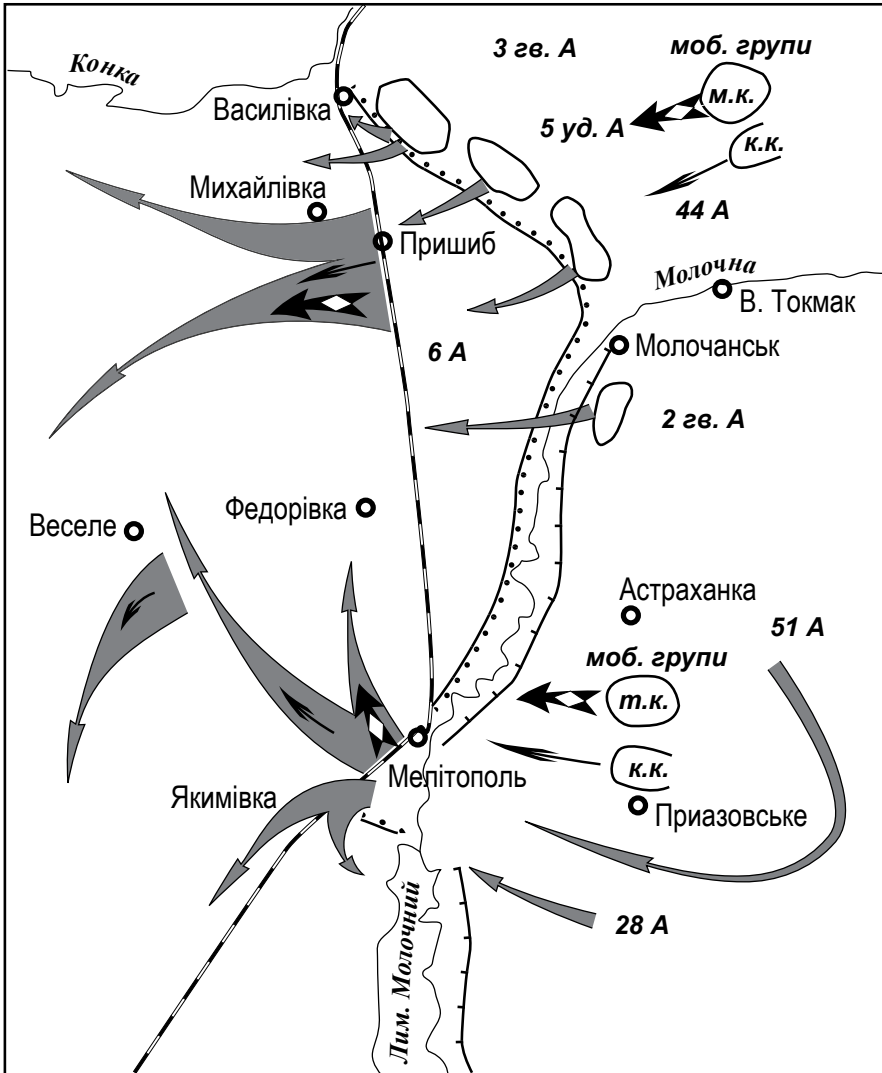 3 гв. А
моб. групи
Конка
м.к.
Василівка
5 уд. А
к.к.
Михайлівка
44 А
Пришиб
Молочна
В. Токмак
6 А
Молочанськ
2 гв. А
Федорівка
Веселе
Астраханка
51 А
моб. групи
т.к.
Мелітополь
к.к.
Якимівка
Приазовське
28 А
Лим. Молочний